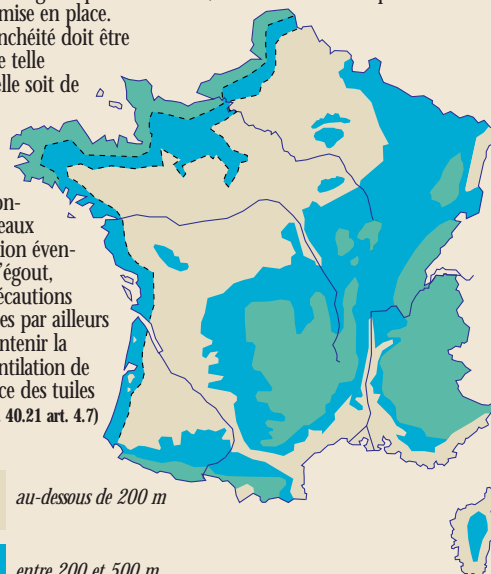 mise en place.
nchéité doit être
e telle
elle soit de
on-
eaux
ion éven-
'égout,
écautions
es par ailleurs
ntenir la
ntilation de
ce des tuiles
. 40.21 art. 4.7)
au-dessous de 200 m
entre 200 et 500 m